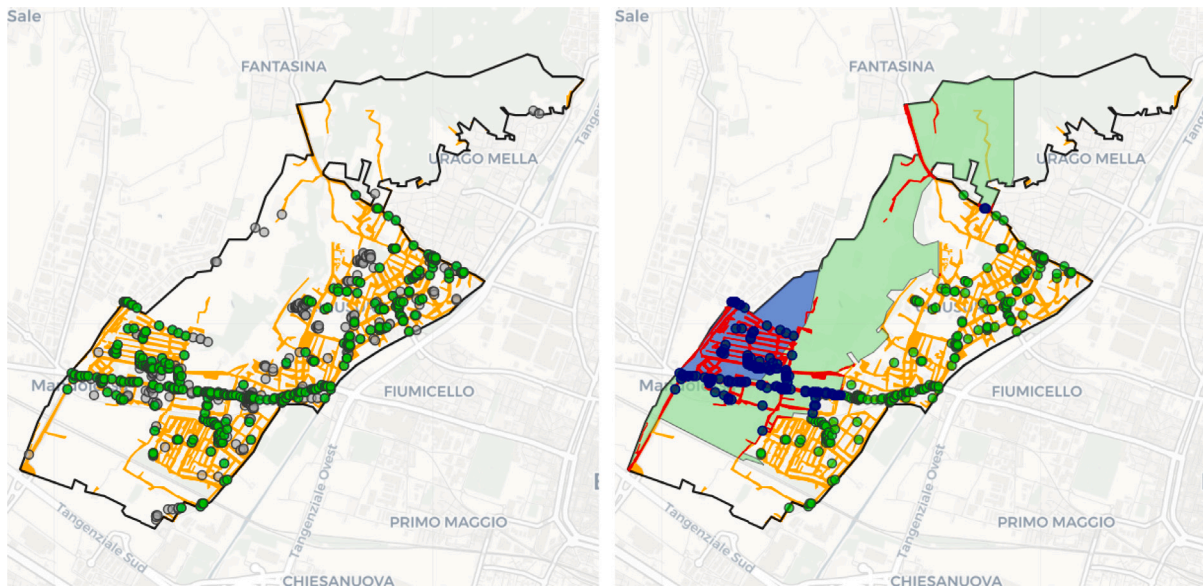 Sale
FANTASINA
URAGO MELLA
FIUMICELLO
Tangenziale Ovest
PRIMO MAGGIO
Tangenziale Sud
CHIESANUOVA
Sale
FANTASINA
URAGO MELLA
FIUMICELLO
Tangenziale Ovest
PRIMO MAGGIO
Tangenziale Sud
CHIESANUOVA